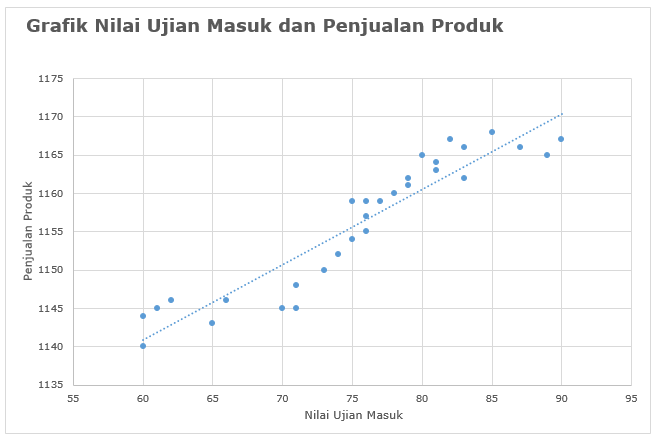 Grafik Nilai Ujian Masuk dan Penjualan Produk
1175
1170
1165
1160
1155
1150
1145
1140
1135
Penjualan Produk
55 60 65 70 75 80 85 90 95
Nilai Ujian Masuk